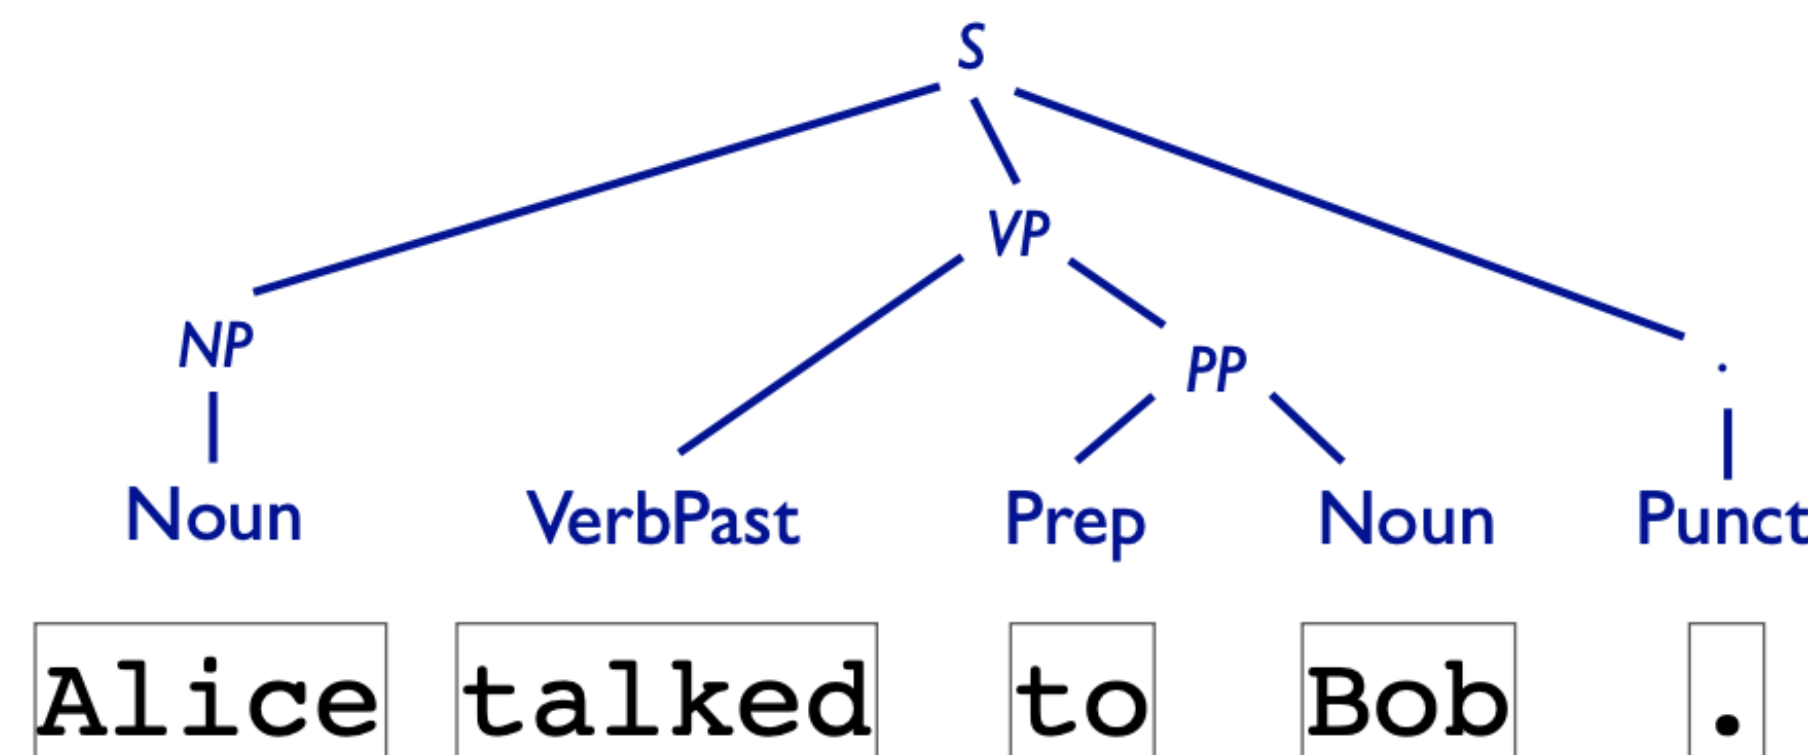 S
VP
NP
PP
.
Noun VerbPast Prep Noun Punct
Alice talked to Bob .